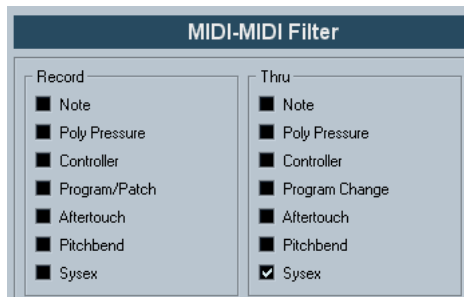 MIDI-MIDI Filter
Record
Note
Poly Pressure
Controller
Program/Patch
Aftertouch
Pitchbend
Sysex
Thru
Note
Poly Pressure
Controller
Program Change
Aftertouch
Pitchbend
Sysex